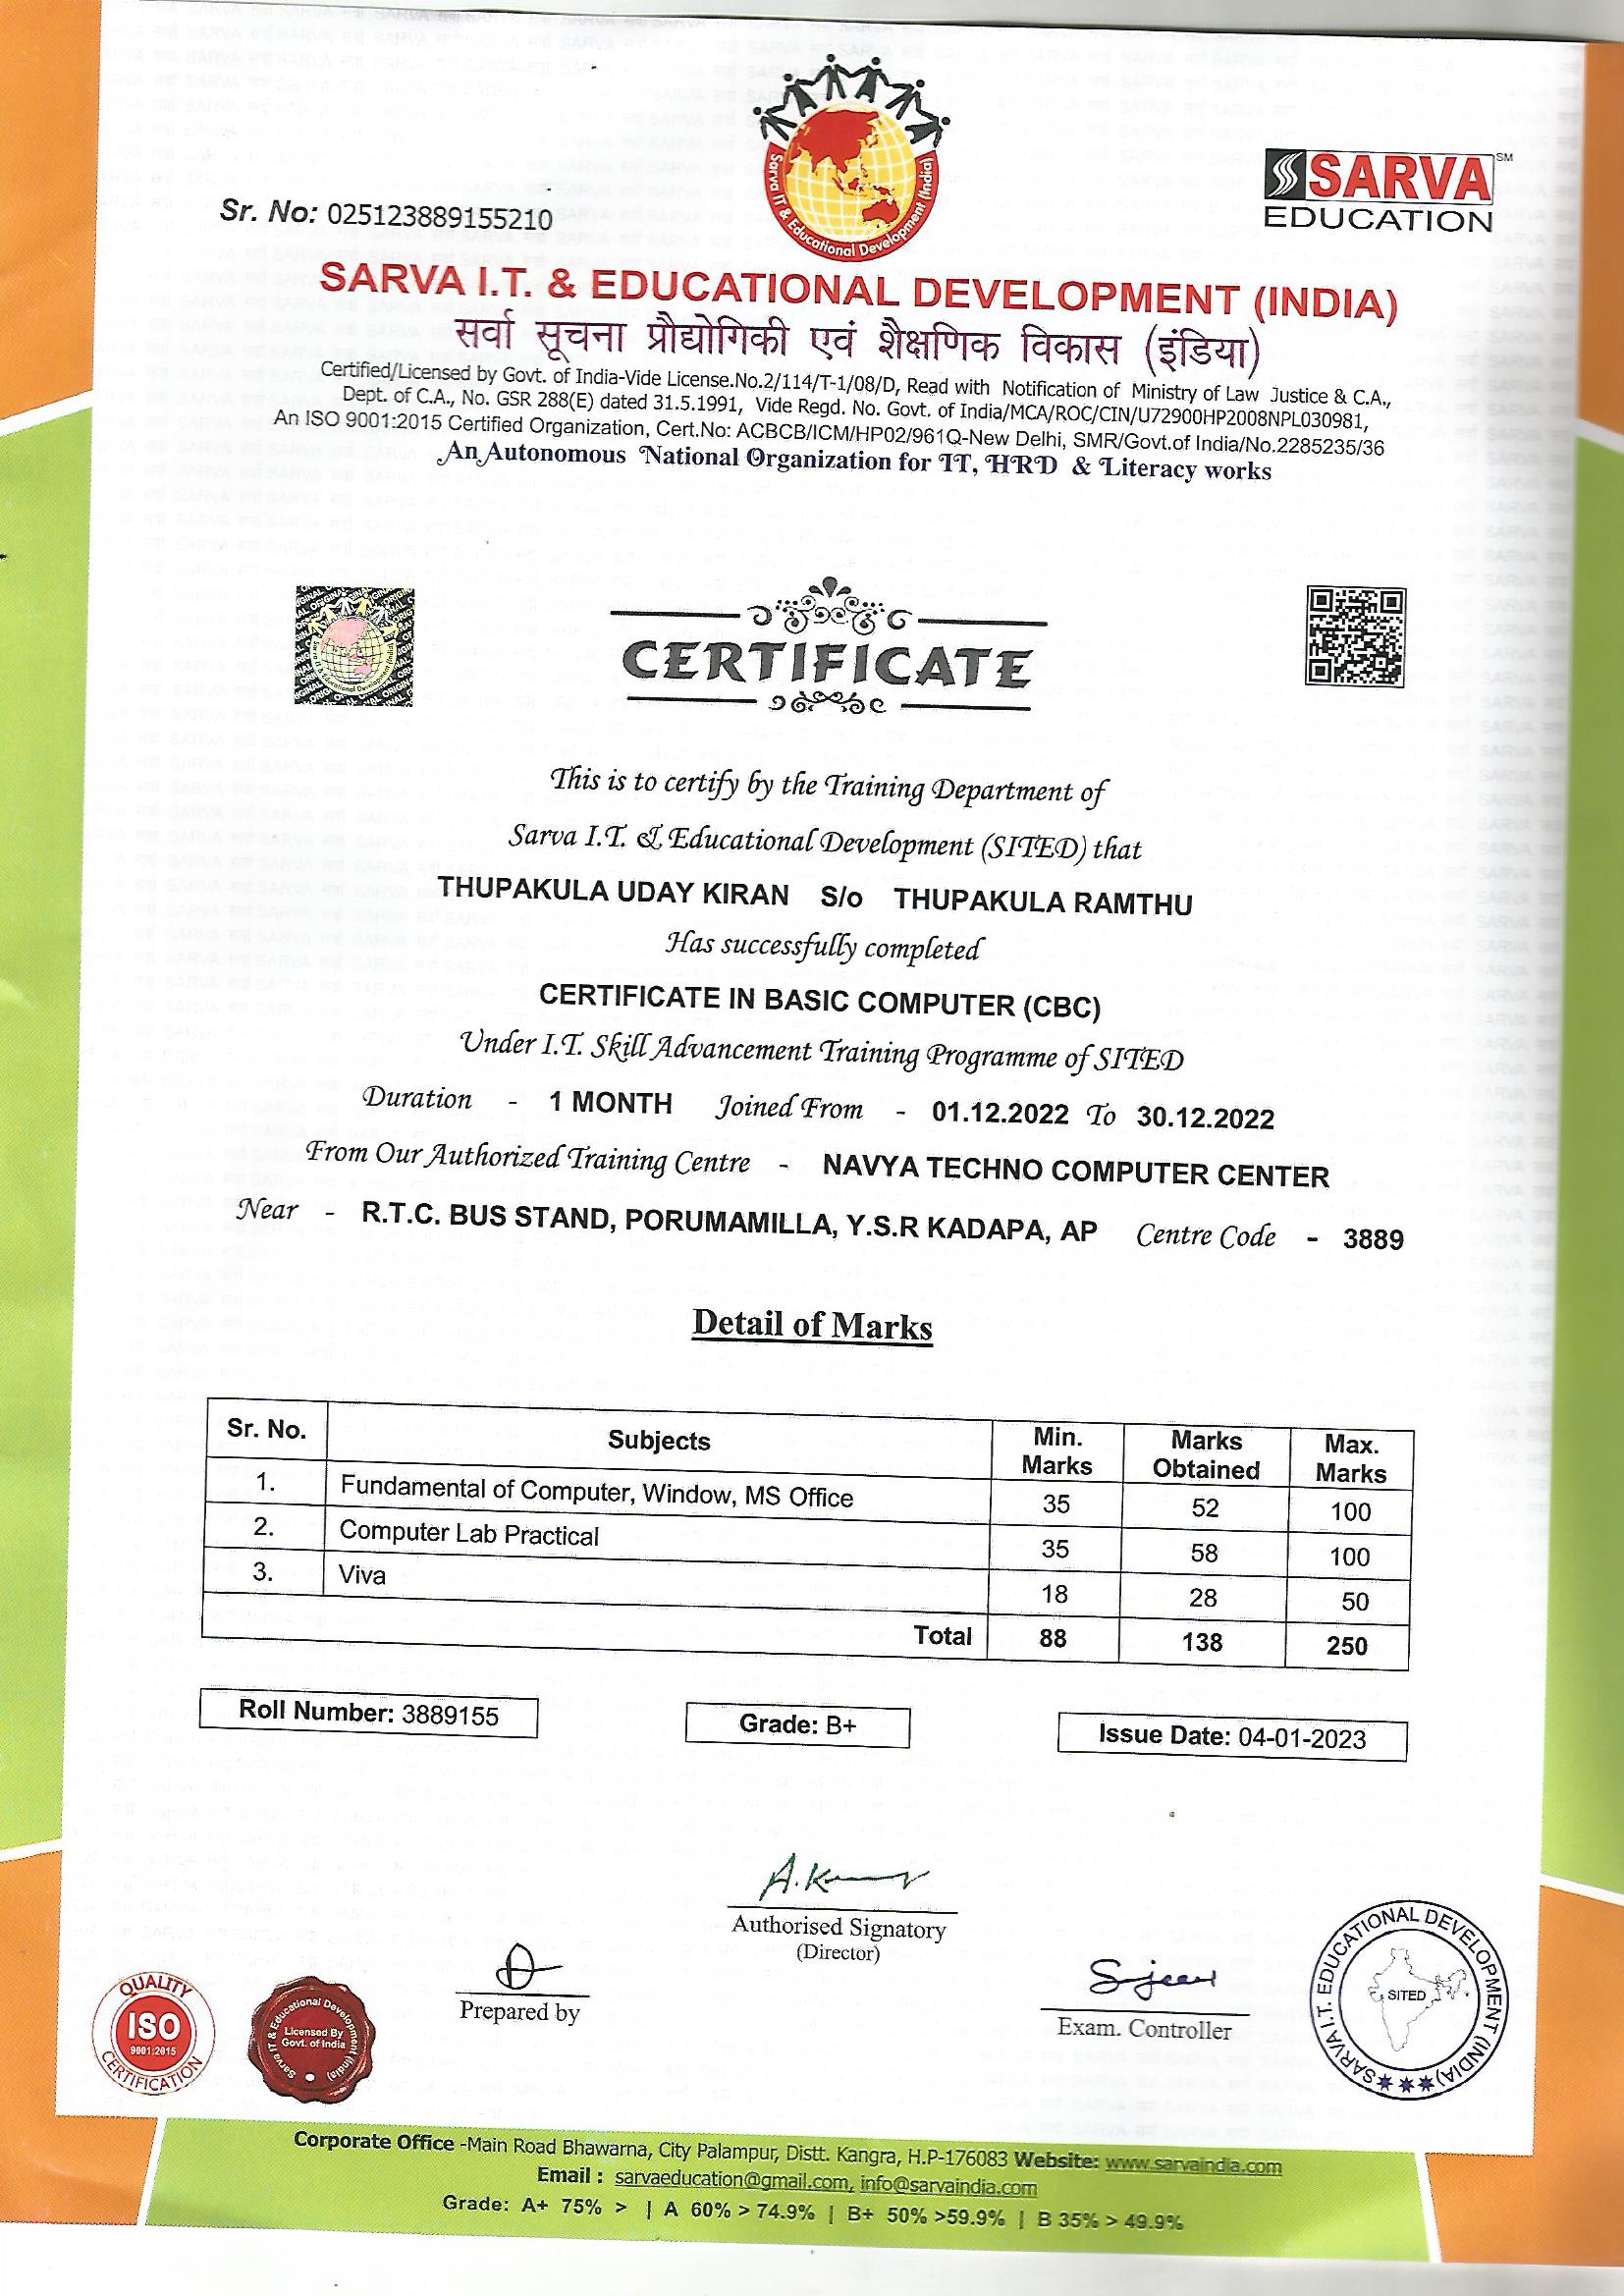 Sr. No: 025123889155210
Sarva IT & Educational Development (India)
SARVA SM
EDUCATION
SARVA I.T. & EDUCATIONAL DEVELOPMENT (INDIA)
सर्वा सूचना प्रौद्योगिकी एवं शैक्षणिक विकास (इंडिया)
Certified/Licensed by Govt. of India-Vide License.No.2/114/T-1/08/D, Read with Notification of Ministry of Law Justice & C.A.,
Dept. of C.A., No. GSR 288(E) dated 31.5.1991, Vide Regd. No. Govt. of India/MCA/ROC/CIN/U72900HP2008NPL030981,
An ISO 9001:2015 Certified Organization, Cert.No: ACBCB/ICM/HP02/961Q-New Delhi, SMR/Govt.of India/No.2285235/36
An Autonomous National Organization for IT, HRD & Literacy works
CERTIFICATE
This is to certify by the Training Department of
Sarva I.T. & Educational Development (SITED) that
THUPAKULA UDAY KIRAN S/o THUPAKULA RAMTHU
Has successfully completed
CERTIFICATE IN BASIC COMPUTER (CBC)
Under I.T. Skill Advancement Training Programme of SITED
Duration - 1 MONTH Joined From - 01.12.2022 To 30.12.2022
From Our Authorized Training Centre - NAVYA TECHNO COMPUTER CENTER
Near - R.T.C. BUS STAND, PORUMAMILLA, Y.S.R KADAPA, AP Centre Code - 3889
Detail of Marks
Sr. No. Subjects Min. Marks Marks Obtained Max. Marks
1. Fundamental of Computer, Window, MS Office 35 52 100
2. Computer Lab Practical 35 58 100
3. Viva 18 28 50
Total 88 138 250
Roll Number: 3889155 Grade: B+ Issue Date: 04-01-2023
Authorised Signatory
(Director)
Prepared by
Exam. Controller
QUALITY
ISO
9001:2015
CERTIFICATION
Sarva IT & Educational Development (India)
Licensed By
Govt. of India
SARVA I.T. EDUCATIONAL DEVELOPMENT (INDIA)
SITED
Corporate Office -Main Road Bhawarna, City Palampur, Distt. Kangra, H.P-176083 Website: www.sarvaindia.com
Email : sarvaeducation@gmail.com, info@sarvaindia.com
Grade: A+ 75% > | A 60% > 74.9% | B+ 50% >59.9% | B 35% > 49.9%